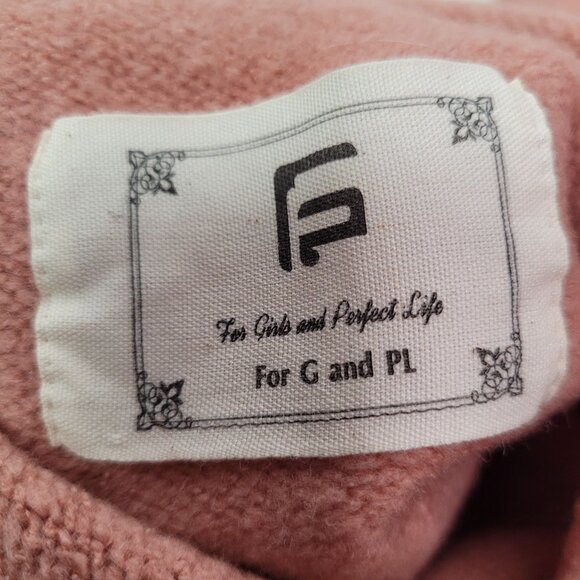 For Girls and Perfect Life
For G and PL